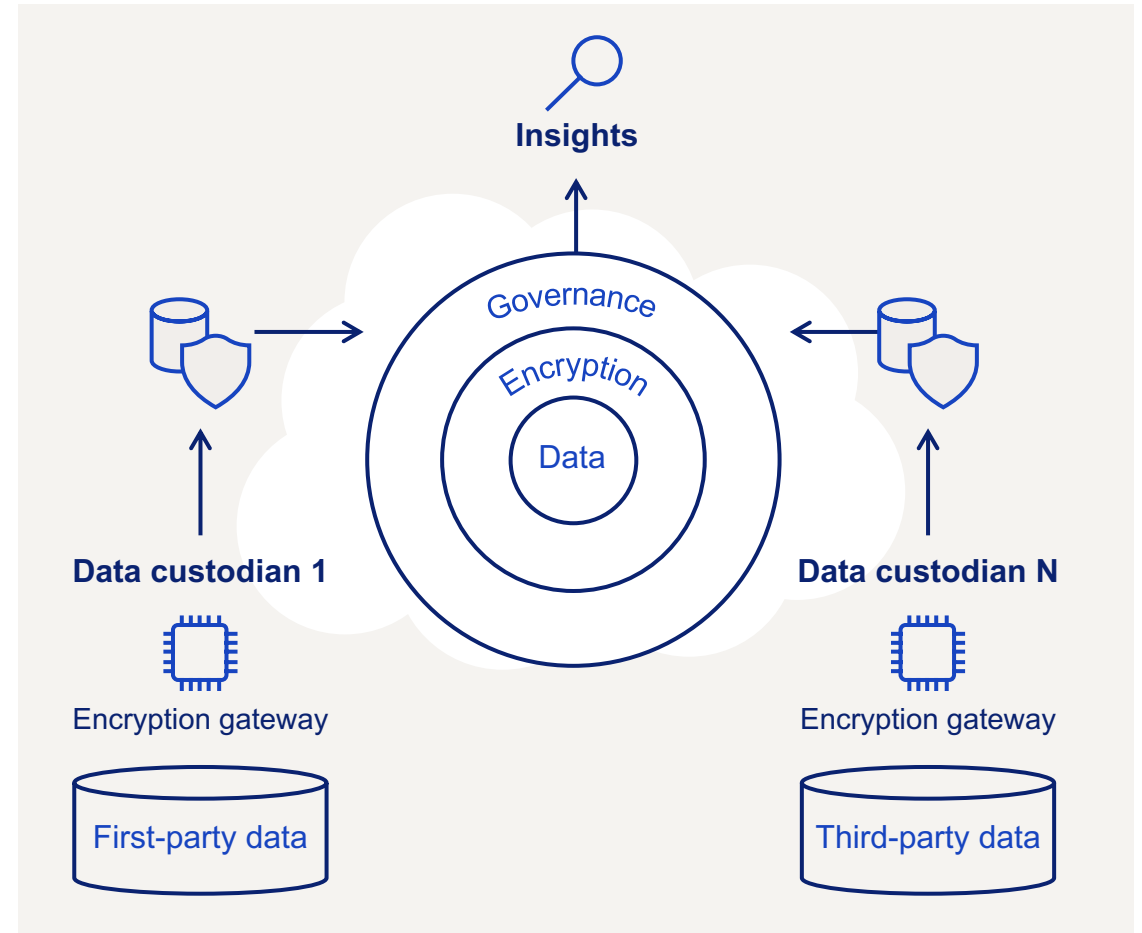 Insights
Governance
Encryption
Data
Data custodian 1
Data custodian N
Encryption gateway
Encryption gateway
First-party data
Third-party data